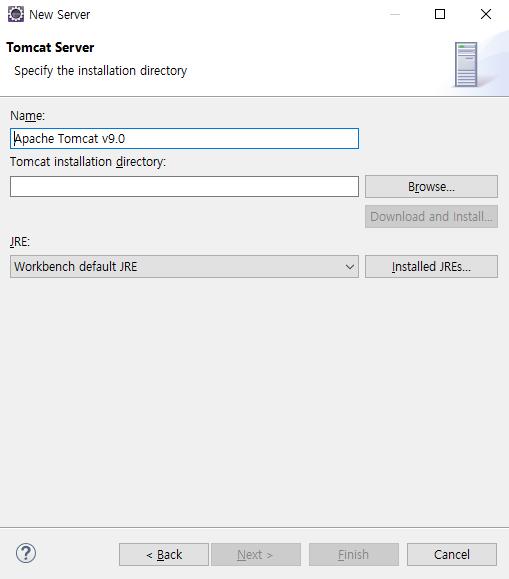 New Server
Tomcat Server
Specify the installation directory
Name:
Apache Tomcat v9.0
Tomcat installation directory:
Browse...
Download and Install...
JRE:
Workbench default JRE
Installed JREs...
?
< Back
Next >
Finish
Cancel